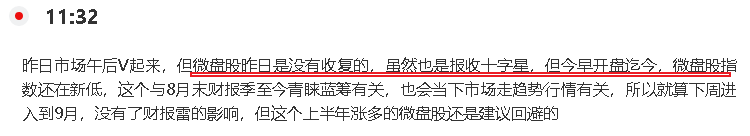 11:32
昨日市场午后V起来，但微盘股昨日是没有收复的，虽然也是报收十字星，但今早开盘迄今，微盘股指
数还在新低，这个与8月末财报季至今青睐蓝筹有关，也会当下市场走趋势行情有关，所以就算下周进
入到9月，没有了财报雷的影响，但这个上半年涨多的微盘股还是建议回避的